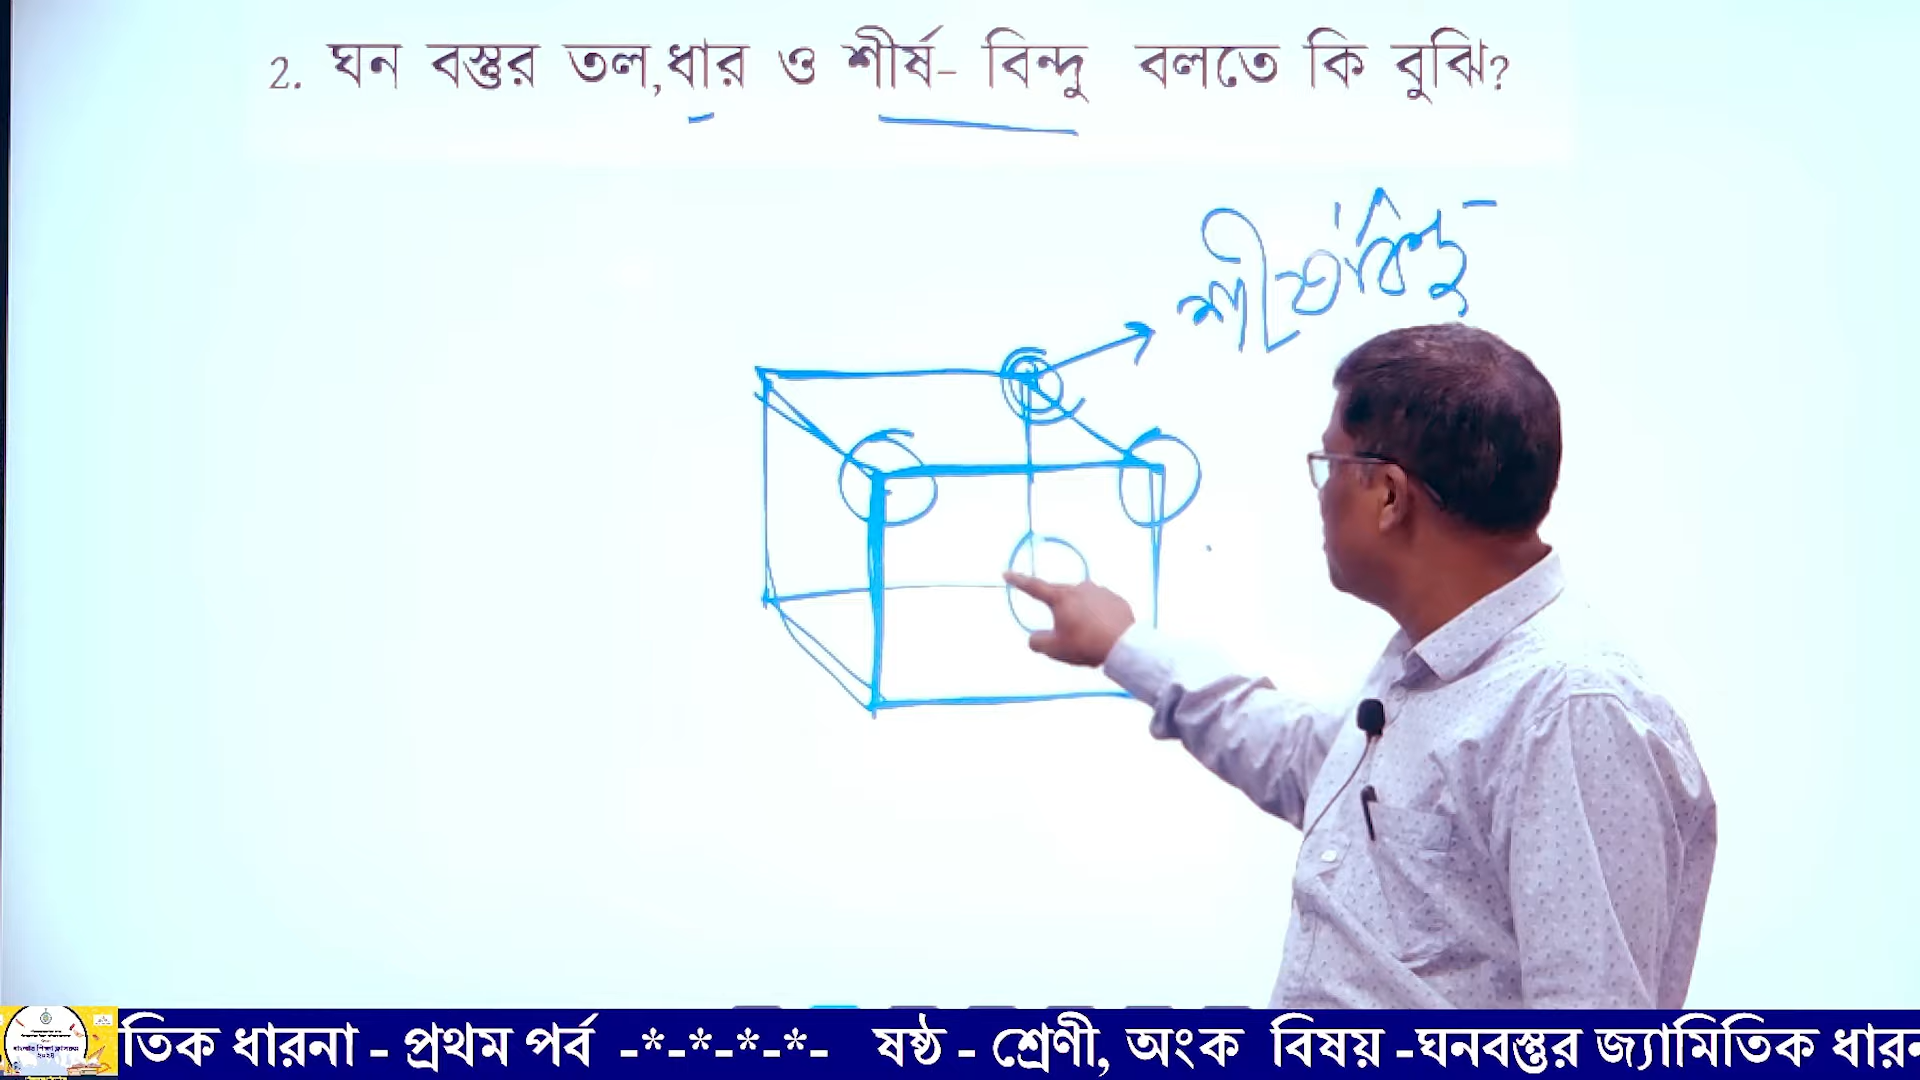 2. ঘন বস্তুর তল,ধার ও শীর্ষ- বিন্দু বলতে কি বুঝি?
শীর্ষবিন্দু
তিক ধারনা - প্রথম পর্ব -*-*-*-*- ষষ্ঠ - শ্রেণী, অংক বিষয় -ঘনবস্তুর জ্যামিতিক ধারন